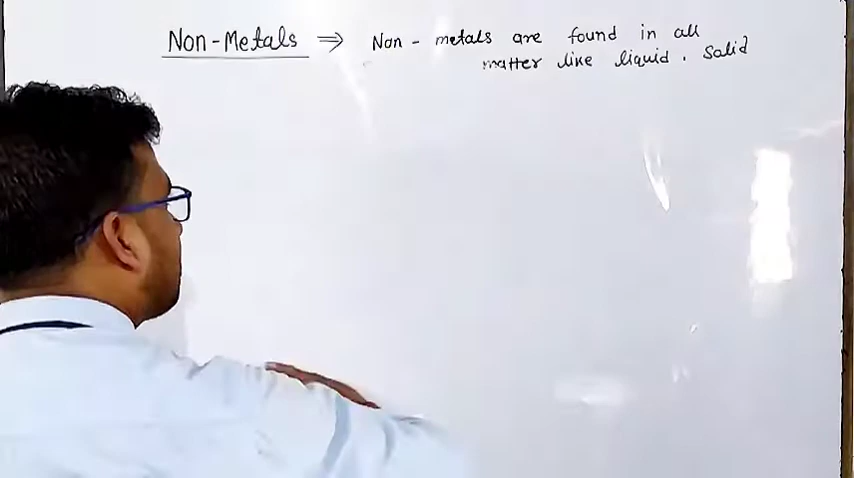 Non-Metals ⇒ Non - metals are found in all
matter like liquid . Solid